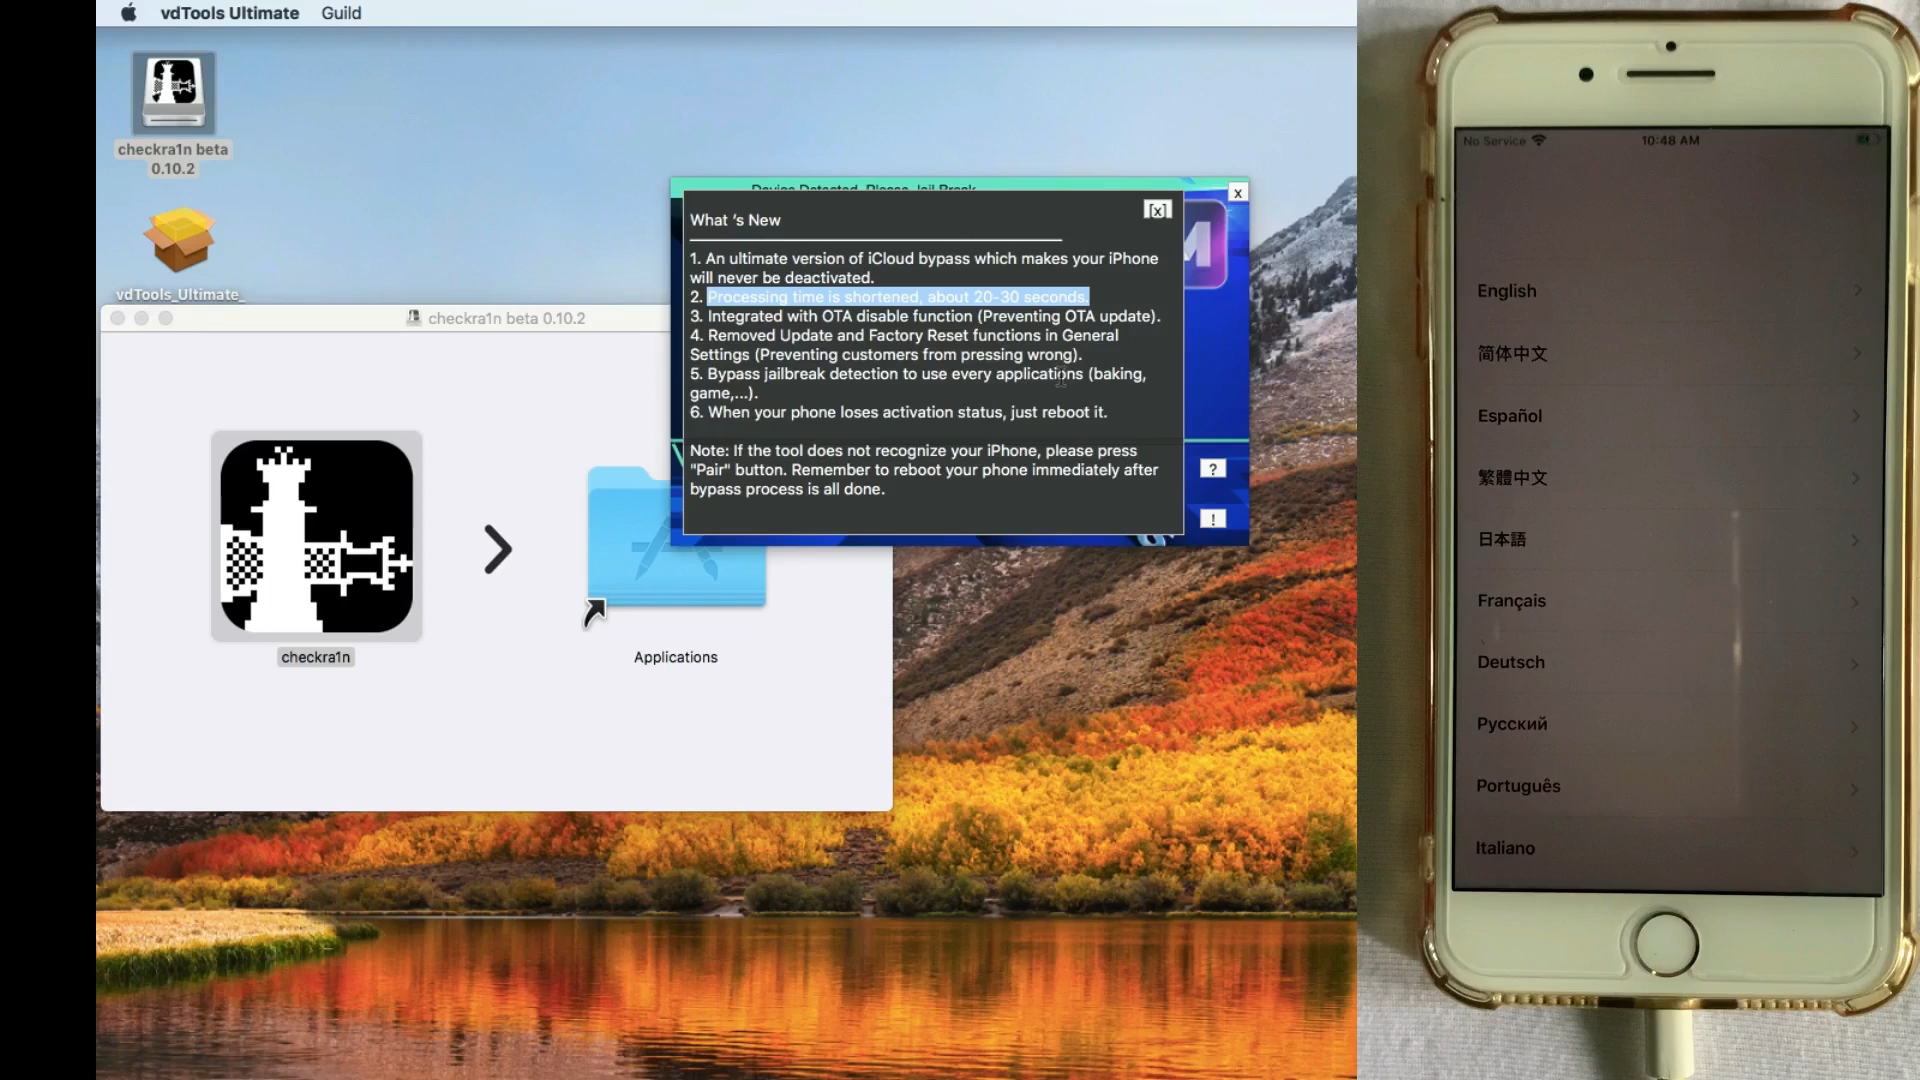 vdTools Ultimate Guild
checkra1n beta
0.10.2
vdTools_Ultimate_
checkra1n beta 0.10.2
checkra1n
Applications
Device Detected, Please Jail Break
x
What 's New
[x]
1. An ultimate version of iCloud bypass which makes your iPhone
will never be deactivated.
2. Processing time is shortened, about 20-30 seconds.
3. Integrated with OTA disable function (Preventing OTA update).
4. Removed Update and Factory Reset functions in General
Settings (Preventing customers from pressing wrong).
5. Bypass jailbreak detection to use every applications (baking,
game,...).
6. When your phone loses activation status, just reboot it.
Note: If the tool does not recognize your iPhone, please press
"Pair" button. Remember to reboot your phone immediately after
bypass process is all done.
M
?
!
No Service 10:48 AM
English
简体中文
Español
繁體中文
日本語
Français
Deutsch
Русский
Português
Italiano